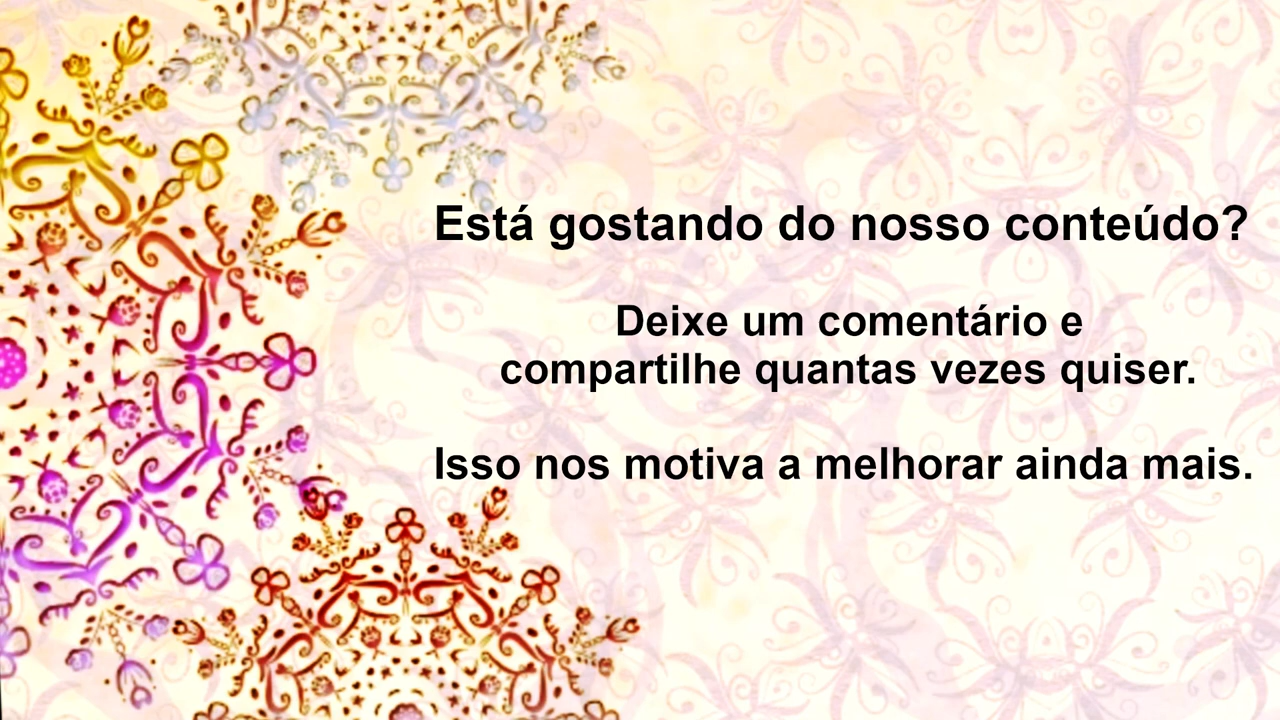 Está gostando do nosso conteúdo?
Deixe um comentário e
compartilhe quantas vezes quiser.
Isso nos motiva a melhorar ainda mais.